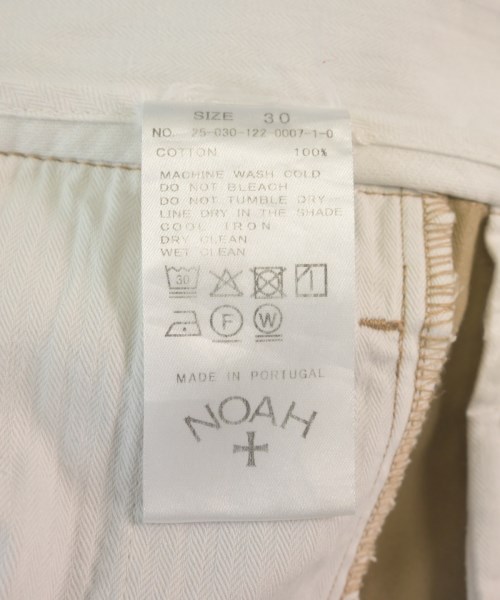 SIZE 30
NO. 25-030-122-0007-1-0
COTTON 100%
MACHINE WASH COLD
DO NOT BLEACH
DO NOT TUMBLE DRY
LINE DRY IN THE SHADE
COOL IRON
DRY CLEAN
WET CLEAN
30
F W
MADE IN PORTUGAL
NOAH